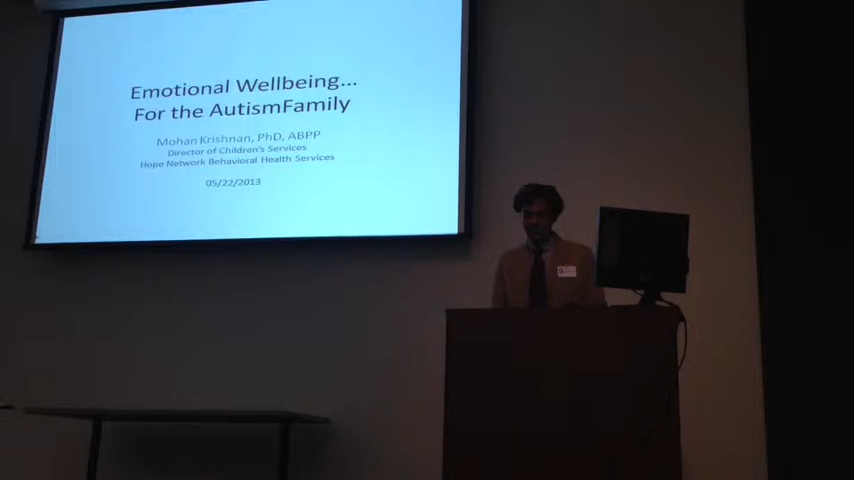 Emotional Wellbeing...
For the AutismFamily
Mohan Krishnan, PhD, ABPP
Director of Children's Services
Hope Network Behavioral Health Services
05/22/2013